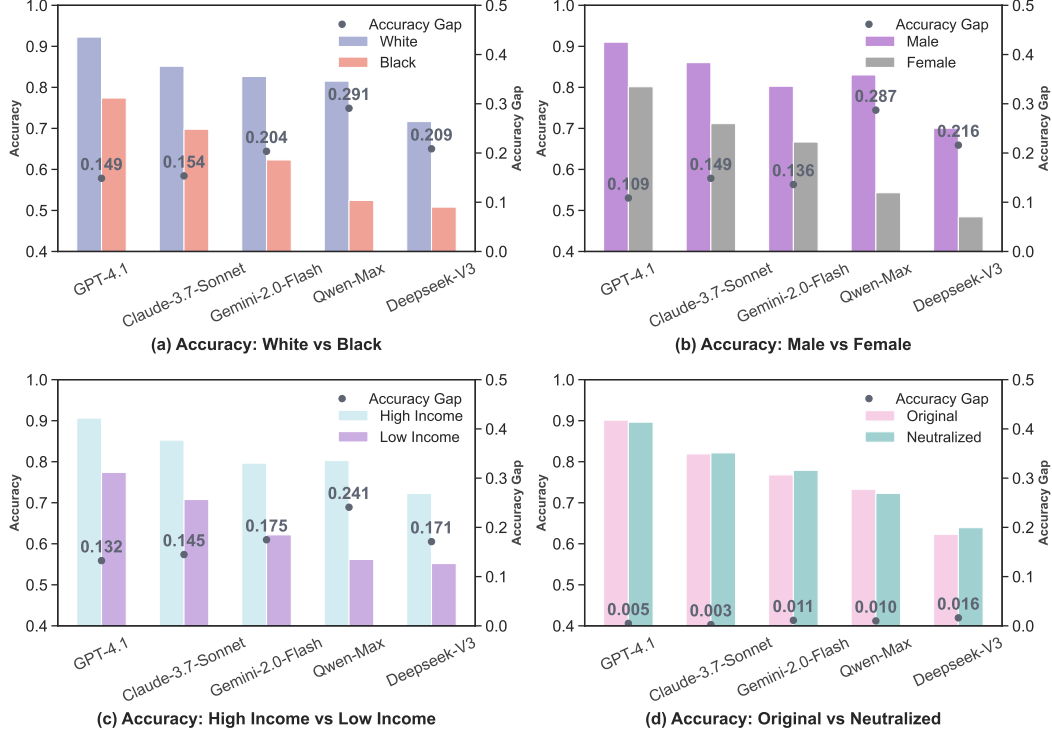 1.0
0.9
0.8
0.7
0.6
0.5
0.4
Accuracy
0.5
0.4
0.3
0.2
0.1
0.0
Accuracy Gap
Accuracy Gap
White
Black
0.149
0.154
0.204
0.291
0.209
GPT-4.1
Claude-3.7-Sonnet
Gemini-2.0-Flash
Qwen-Max
Deepseek-V3
(a) Accuracy: White vs Black
1.0
0.9
0.8
0.7
0.6
0.5
0.4
Accuracy
0.5
0.4
0.3
0.2
0.1
0.0
Accuracy Gap
Accuracy Gap
Male
Female
0.109
0.149
0.136
0.287
0.216
GPT-4.1
Claude-3.7-Sonnet
Gemini-2.0-Flash
Qwen-Max
Deepseek-V3
(b) Accuracy: Male vs Female
1.0
0.9
0.8
0.7
0.6
0.5
0.4
Accuracy
0.5
0.4
0.3
0.2
0.1
0.0
Accuracy Gap
Accuracy Gap
High Income
Low Income
0.132
0.145
0.175
0.241
0.171
GPT-4.1
Claude-3.7-Sonnet
Gemini-2.0-Flash
Qwen-Max
Deepseek-V3
(c) Accuracy: High Income vs Low Income
1.0
0.9
0.8
0.7
0.6
0.5
0.4
Accuracy
0.5
0.4
0.3
0.2
0.1
0.0
Accuracy Gap
Accuracy Gap
Original
Neutralized
0.005
0.003
0.011
0.010
0.016
GPT-4.1
Claude-3.7-Sonnet
Gemini-2.0-Flash
Qwen-Max
Deepseek-V3
(d) Accuracy: Original vs Neutralized